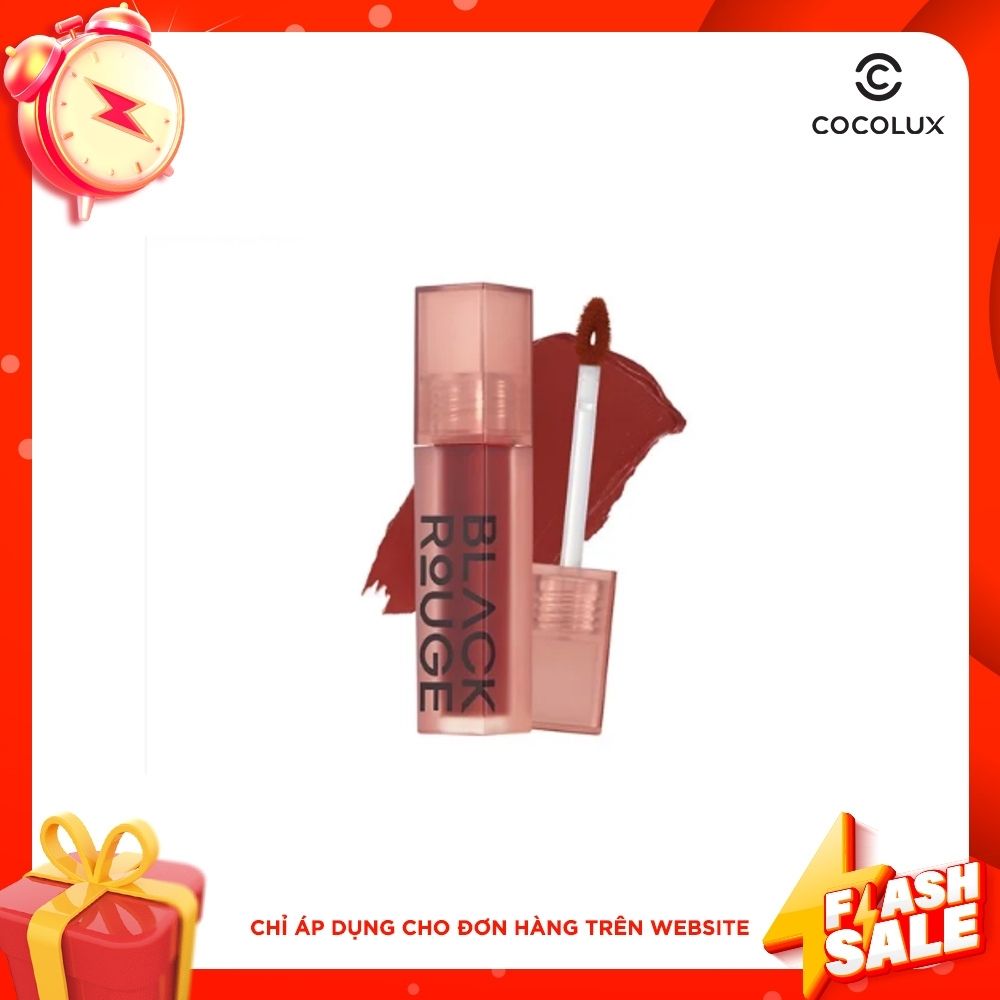 COCOLUX
BLACK
ROUGE
CHỈ ÁP DỤNG CHO ĐƠN HÀNG TRÊN WEBSITE
FLASH
SALE